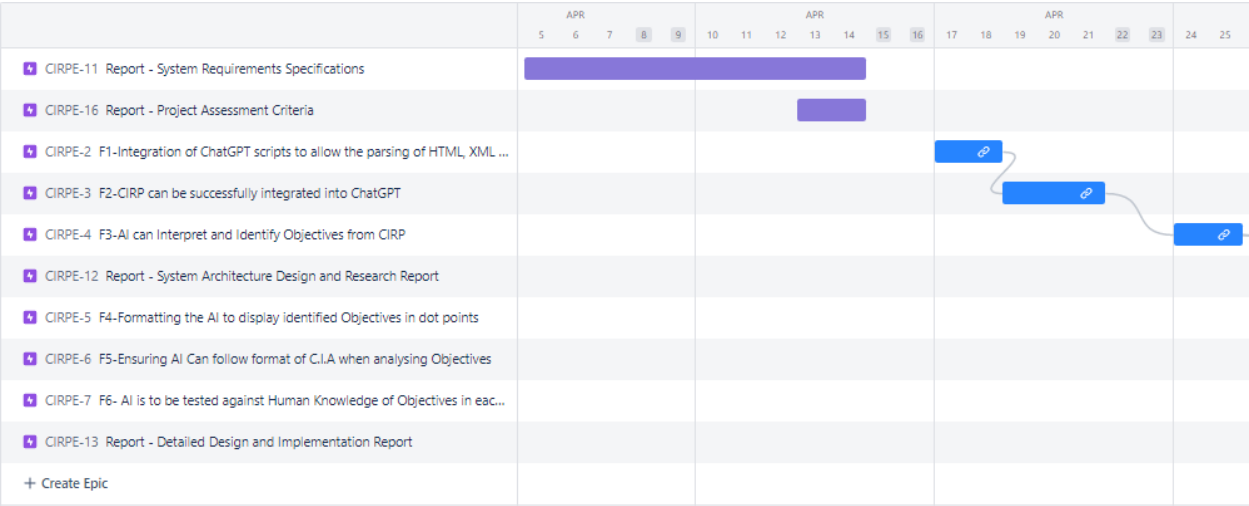 APR APR APR
5 6 7 8 9 10 11 12 13 14 15 16 17 18 19 20 21 22 23 24 25
CIRPE-11 Report - System Requirements Specifications
CIRPE-16 Report - Project Assessment Criteria
CIRPE-2 F1-Integration of ChatGPT scripts to allow the parsing of HTML, XML ...
CIRPE-3 F2-CIRP can be successfully integrated into ChatGPT
CIRPE-4 F3-AI can Interpret and Identify Objectives from CIRP
CIRPE-12 Report - System Architecture Design and Research Report
CIRPE-5 F4-Formatting the AI to display identified Objectives in dot points
CIRPE-6 F5-Ensuring AI Can follow format of C.I.A when analysing Objectives
CIRPE-7 F6- AI is to be tested against Human Knowledge of Objectives in eac...
CIRPE-13 Report - Detailed Design and Implementation Report
+ Create Epic